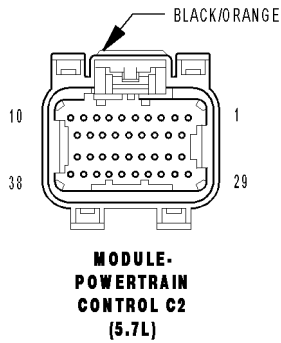 BLACK/ORANGE
10 1
38 29
MODULE-
POWERTRAIN
CONTROL C2
(5.7L)